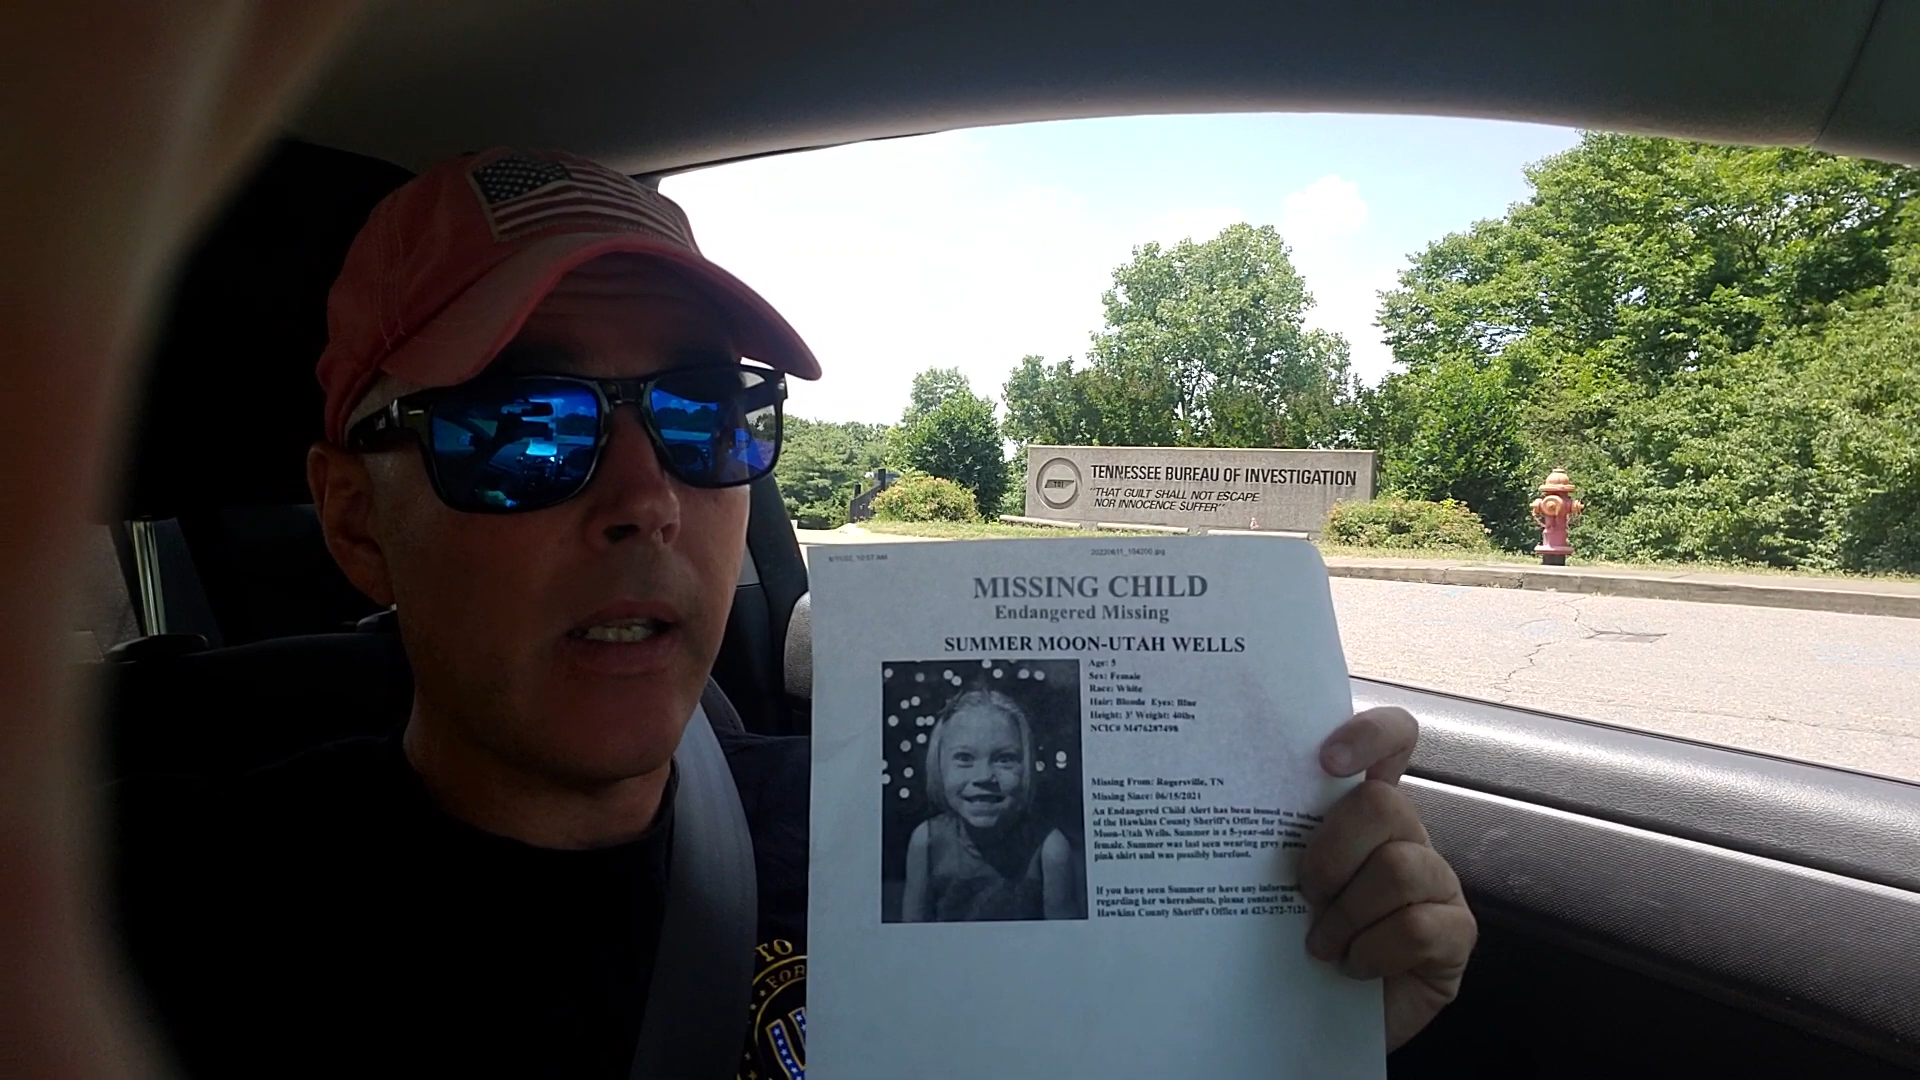 TENNESSEE BUREAU OF INVESTIGATION
"THAT GUILT SHALL NOT ESCAPE
NOR INNOCENCE SUFFER"
20220611_104200.jpg
MISSING CHILD
Endangered Missing
SUMMER MOON-UTAH WELLS
Age: 5
Sex: Female
Race: White
Hair: Blonde Eyes: Blue
Height: 3' Weight: 40lbs
NCIC# M476287498
Missing From: Rogersville, TN
Missing Since: 06/15/2021
An Endangered Child Alert has been issued on behalf
of the Hawkins County Sheriff's Office for Summer
Moon-Utah Wells. Summer is a 5-year-old white
female. Summer was last seen wearing grey pants
pink shirt and was possibly barefoot.
If you have seen Summer or have any informati
regarding her whereabouts, please contact the
Hawkins County Sheriff's Office at 423-272-7121
TO
FOR